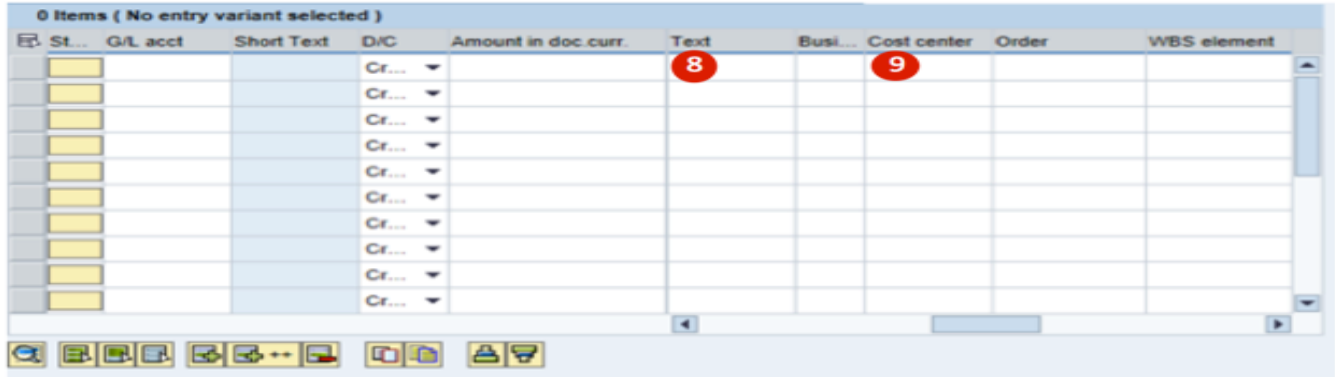 0 Items ( No entry variant selected )
St... G/L acct Short Text D/C Amount in doc.curr. Text Busi... Cost center Order WBS element
Cr... 8 9
Cr...
Cr...
Cr...
Cr...
Cr...
Cr...
Cr...
Cr...
Cr...